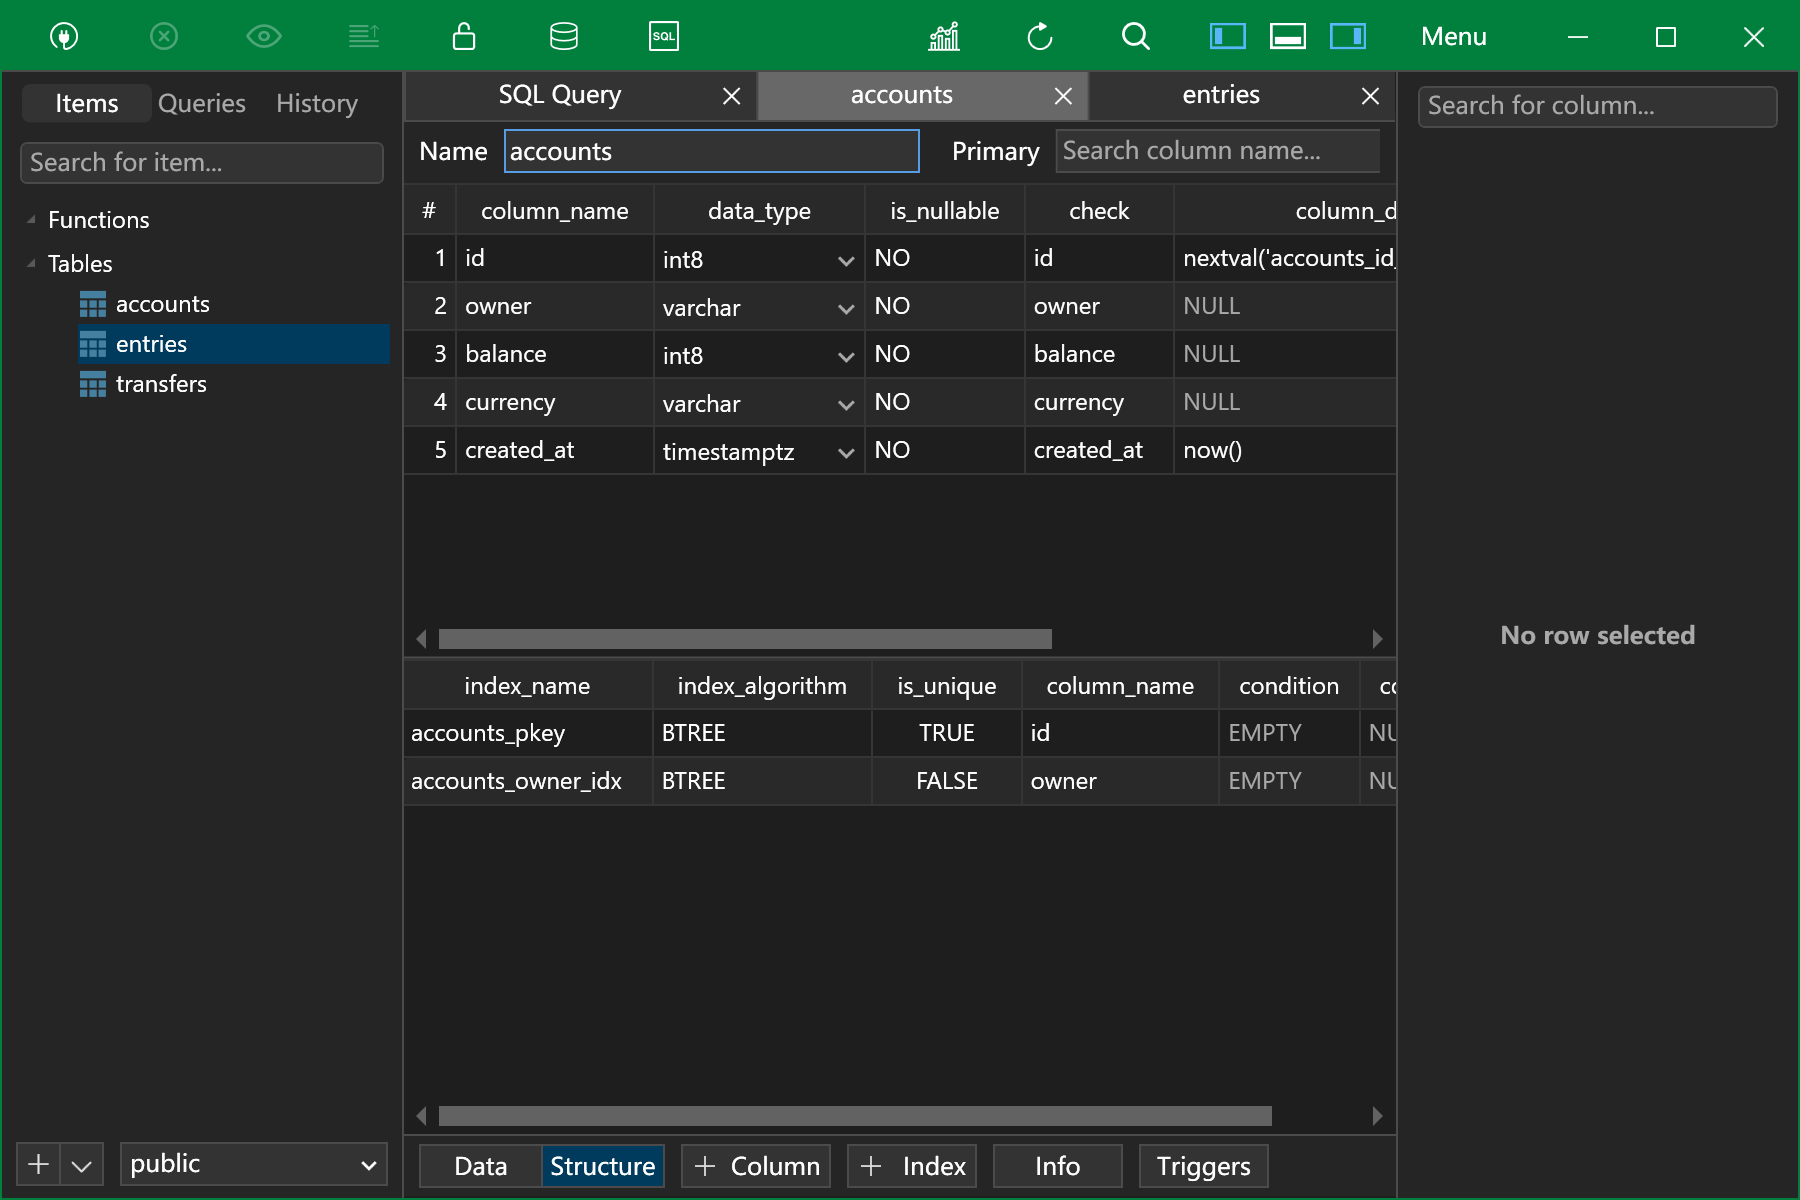 SQL
Menu
Items Queries History
Search for item...
Functions
Tables
accounts
entries
transfers
public
SQL Query accounts entries
Name accounts Primary Search column name...
# column_name data_type is_nullable check column_d
1 id int8 NO id nextval('accounts_id_
2 owner varchar NO owner NULL
3 balance int8 NO balance NULL
4 currency varchar NO currency NULL
5 created_at timestamptz NO created_at now()
index_name index_algorithm is_unique column_name condition co
accounts_pkey BTREE TRUE id EMPTY NU
accounts_owner_idx BTREE FALSE owner EMPTY NU
Data Structure + Column + Index Info Triggers
Search for column...
No row selected